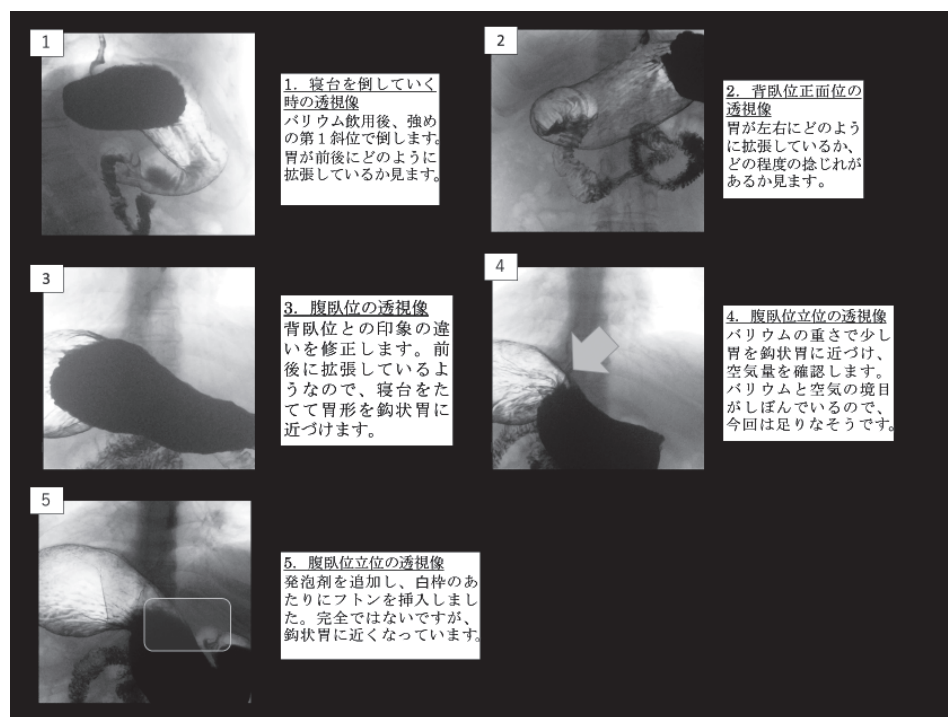 1
1. 寝台を倒していく
時の透視像
バリウム飲用後、強め
の第１斜位で倒します。
胃が前後にどのように
拡張しているか見ます。
2
2. 背臥位正面位の
透視像
胃が左右にどのよう
に拡張しているか、
どの程度の捻じれが
あるか見ます。
3
3. 腹臥位の透視像
背臥位との印象の違
いを修正します。前
後に拡張しているよ
うなので、寝台をた
てて胃形を鈎状胃に
近づけます。
4
4. 腹臥位立位の透視像
バリウムの重さで少し
胃を鈎状胃に近づけ、
空気量を確認します。
バリウムと空気の境目
がしぼんでいるので、
今回は足りなそうです。
5
5. 腹臥位立位の透視像
発泡剤を追加し、白枠のあ
たりにフトンを挿入しまし
た。完全ではないですが、
鈎状胃に近くなっています。